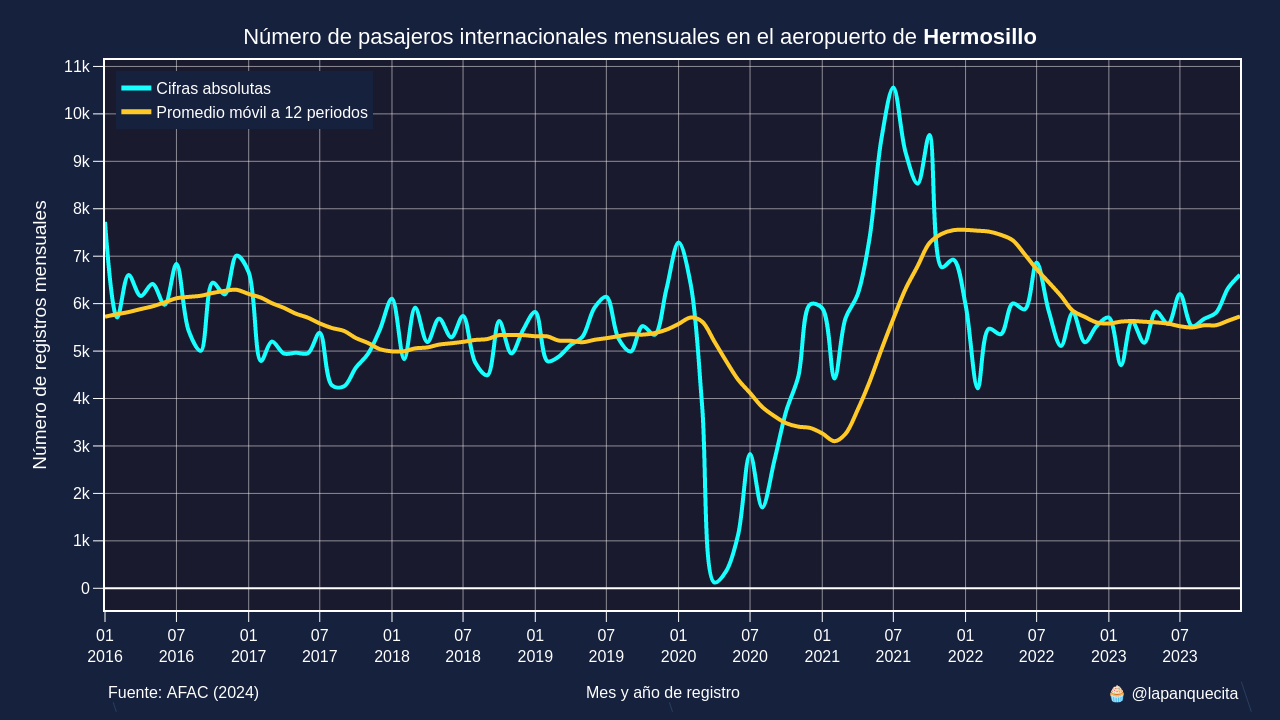 Número de pasajeros internacionales mensuales en el aeropuerto de Hermosillo
Cifras absolutas
Promedio móvil a 12 periodos
Número de registros mensuales
11k
10k
9k
8k
7k
6k
5k
4k
3k
2k
1k
0
01 07 01 07 01 07 01 07 01 07 01 07 01 07 01 07
2016 2016 2017 2017 2018 2018 2019 2019 2020 2020 2021 2021 2022 2022 2023 2023
Fuente: AFAC (2024) Mes y año de registro 🧁 @lapanquecita